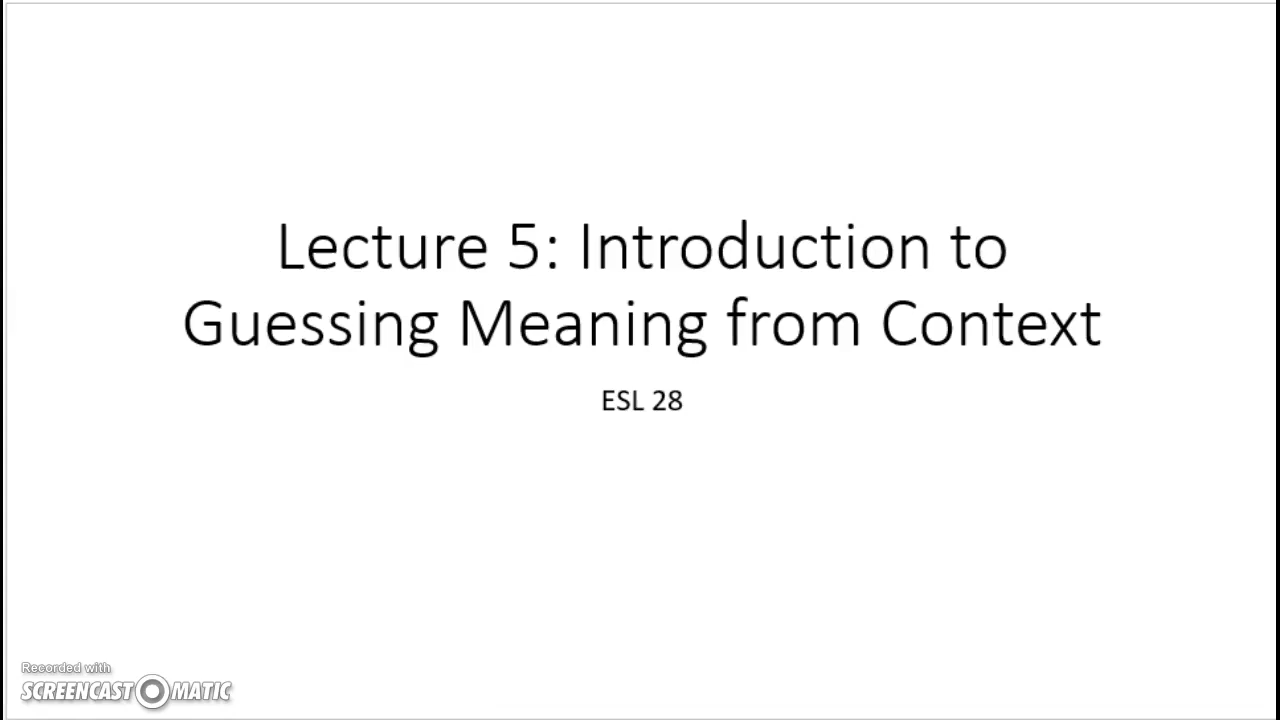 Lecture 5: Introduction to
Guessing Meaning from Context
ESL 28
Recorded with
SCREENCAST-O-MATIC